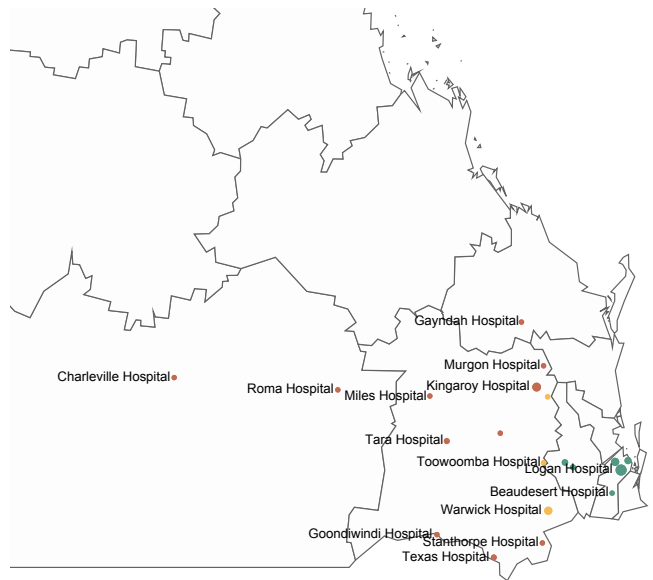 Gayndah Hospital
Murgon Hospital
Charleville Hospital
Roma Hospital
Kingaroy Hospital
Miles Hospital
Tara Hospital
Toowoomba Hospital
Logan Hospital
Beaudesert Hospital
Warwick Hospital
Goondiwindi Hospital
Stanthorpe Hospital
Texas Hospital